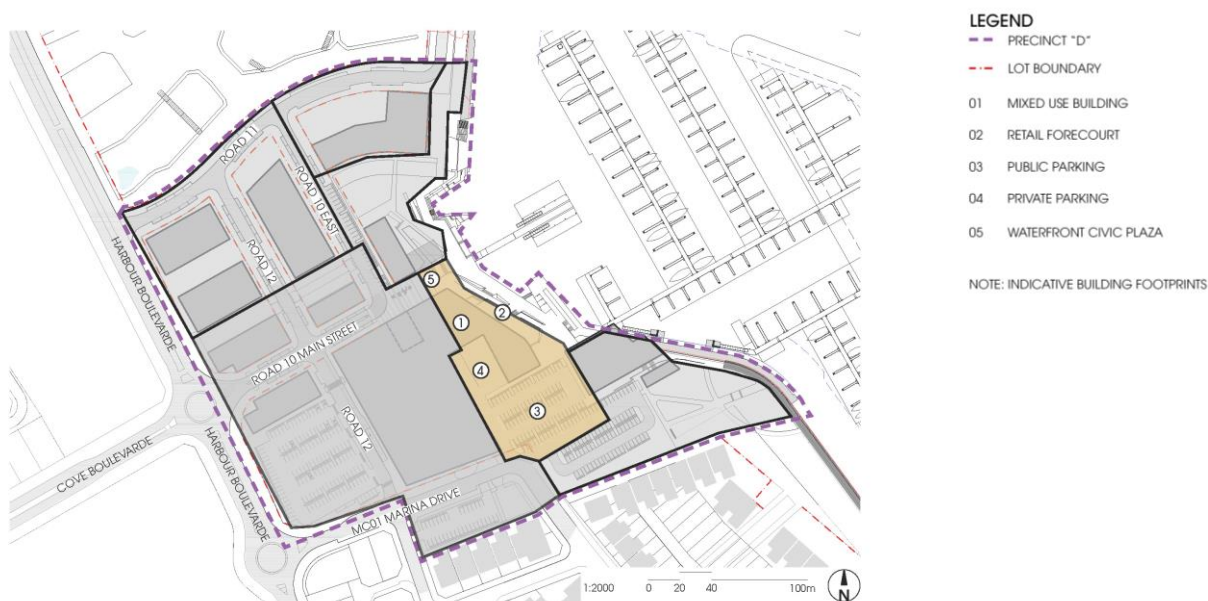 LEGEND
PRECINCT "D"
LOT BOUNDARY
01 MIXED USE BUILDING
02 RETAIL FORECOURT
03 PUBLIC PARKING
04 PRIVATE PARKING
05 WATERFRONT CIVIC PLAZA
NOTE: INDICATIVE BUILDING FOOTPRINTS
ROAD 11
ROAD 10 EAST
HARBOUR BOULEVARDE
ROAD 12
5
2
1
ROAD 10 MAIN STREET
4
3
ROAD 12
COVE BOULEVARDE
HARBOUR BOULEVARDE
MC01 MARINA DRIVE
1:2000 0 20 40 100m
N